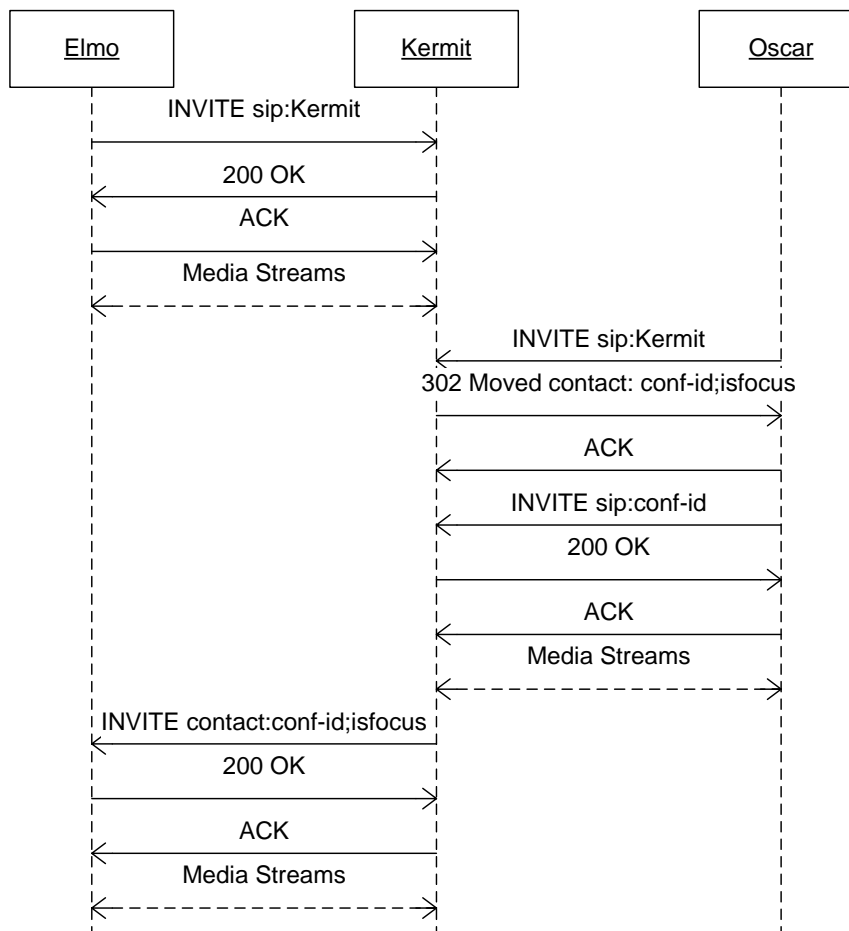 Elmo
Kermit
Oscar
INVITE sip:Kermit
200 OK
ACK
Media Streams
INVITE sip:Kermit
302 Moved contact: conf-id;isfocus
ACK
INVITE sip:conf-id
200 OK
ACK
Media Streams
INVITE contact:conf-id;isfocus
200 OK
ACK
Media Streams